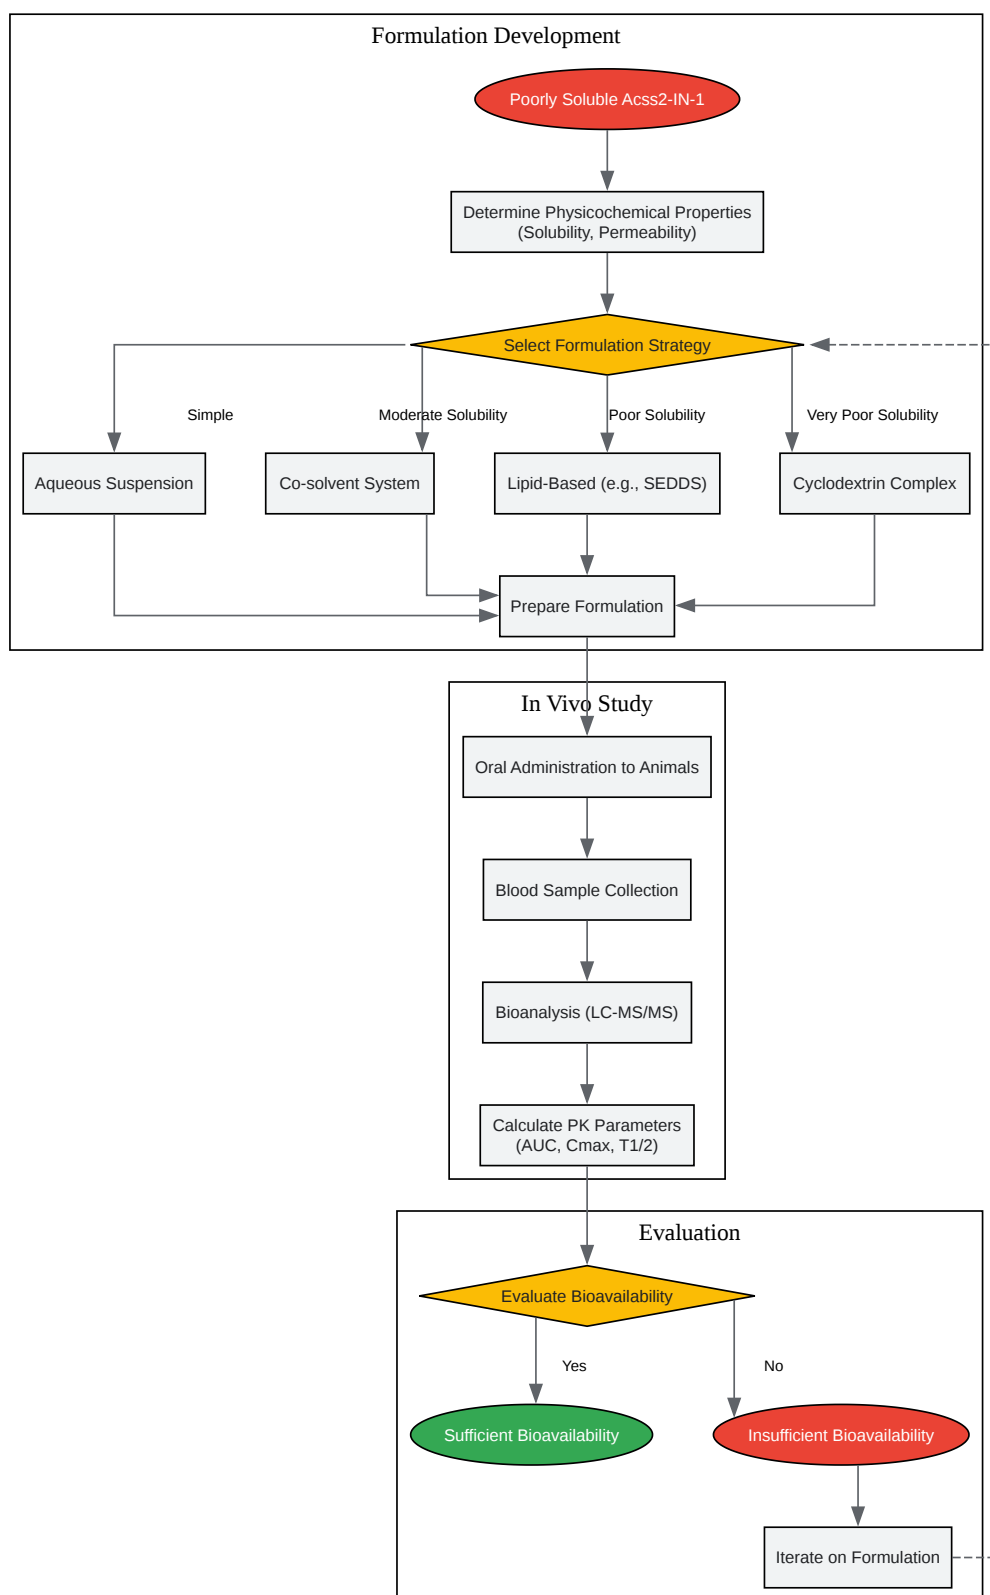 Formulation Development
Poorly Soluble Acss2-IN-1
Determine Physicochemical Properties
(Solubility, Permeability)
Select Formulation Strategy
Simple
Moderate Solubility
Poor Solubility
Very Poor Solubility
Aqueous Suspension
Co-solvent System
Lipid-Based (e.g., SEDDS)
Cyclodextrin Complex
Prepare Formulation
In Vivo Study
Oral Administration to Animals
Blood Sample Collection
Bioanalysis (LC-MS/MS)
Calculate PK Parameters
(AUC, Cmax, T1/2)
Evaluation
Evaluate Bioavailability
Yes
No
Sufficient Bioavailability
Insufficient Bioavailability
Iterate on Formulation